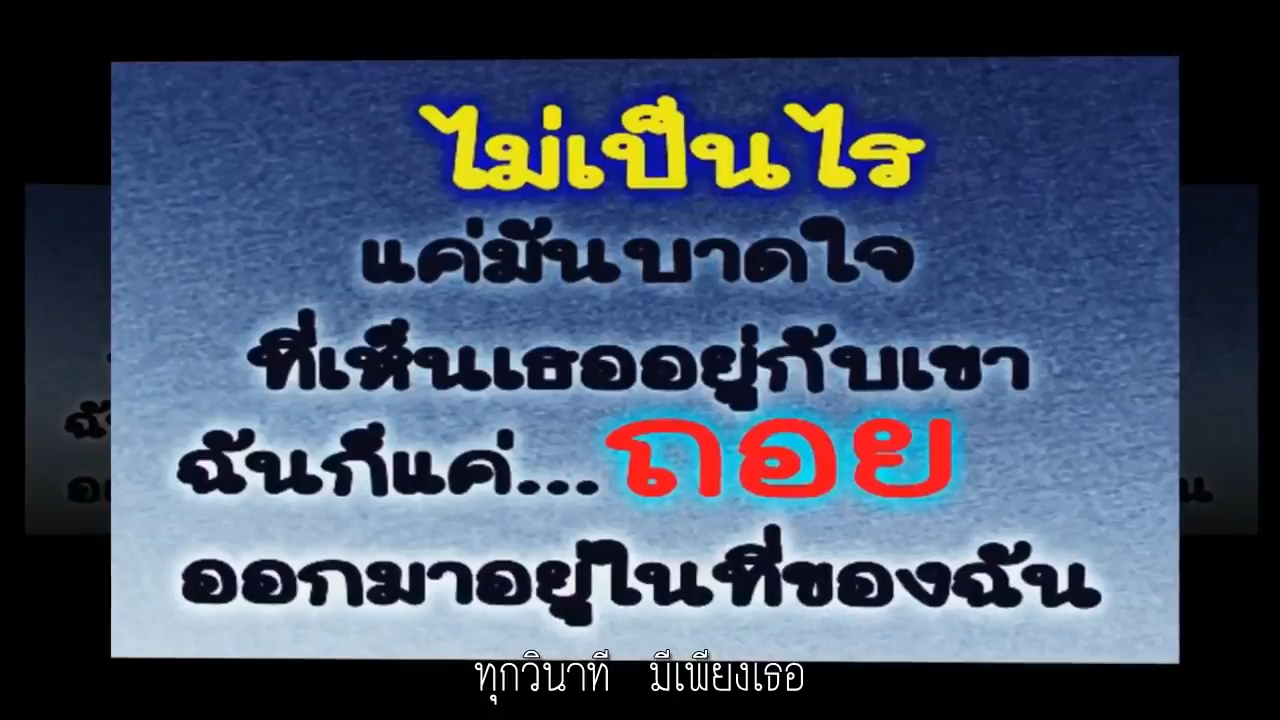 ไม่เป็นไร
แค่มันบาดใจ
ที่เห็นเธออยู่กับเขา
ฉันก็แค่...ถอย
ออกมาอยู่ในที่ของฉัน
ทุกวินาที มีเพียงเธอ